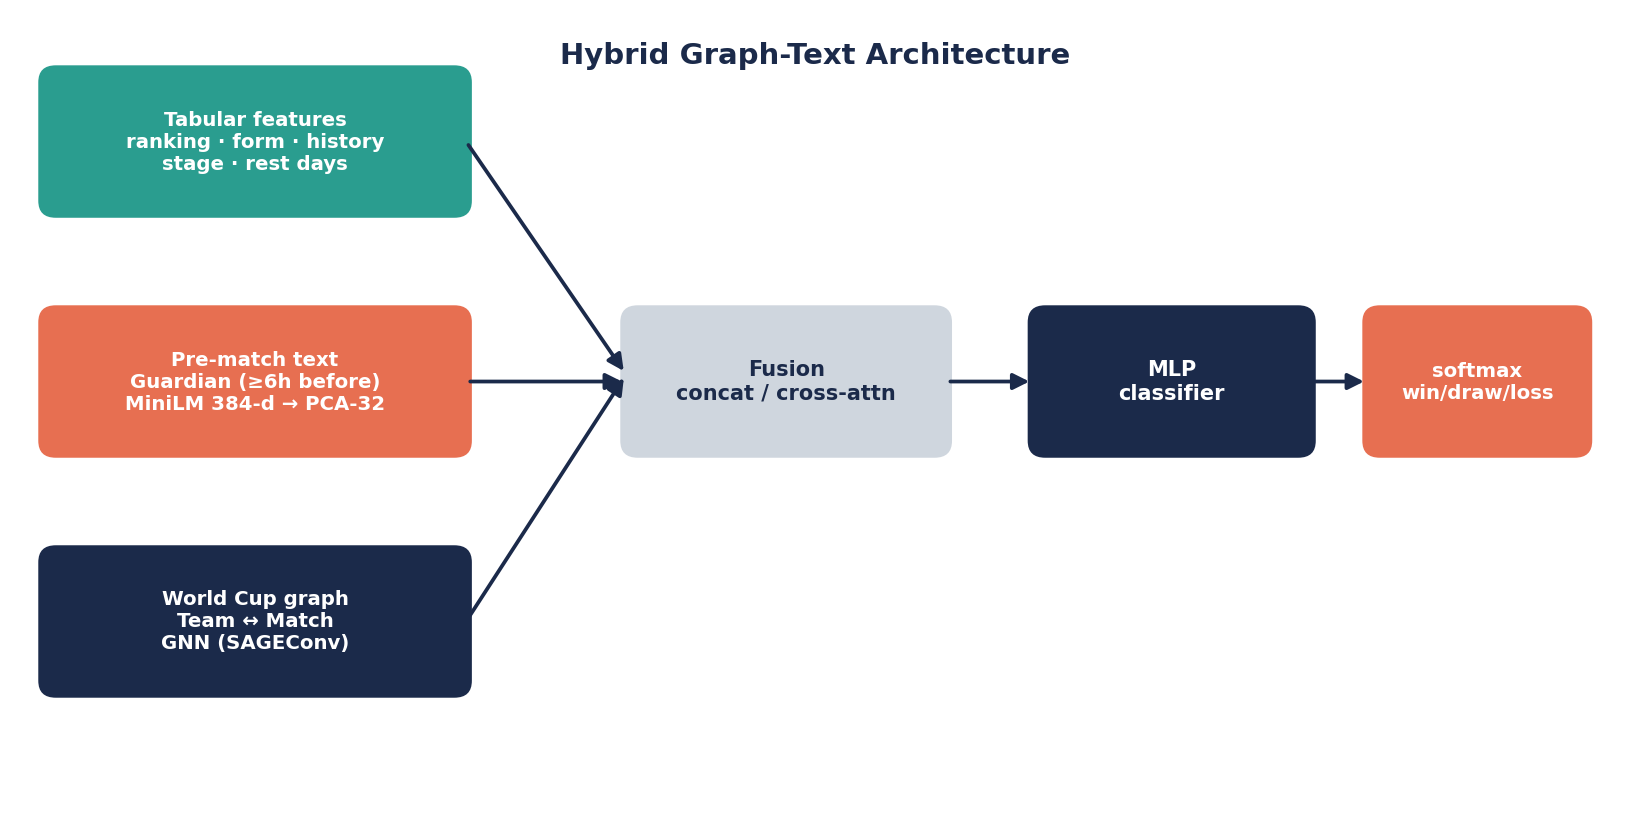 Hybrid Graph-Text Architecture
Tabular features
ranking · form · history
stage · rest days
Pre-match text
Guardian (≥6h before)
MiniLM 384-d → PCA-32
World Cup graph
Team ↔ Match
GNN (SAGEConv)
Fusion
concat / cross-attn
MLP
classifier
softmax
win/draw/loss